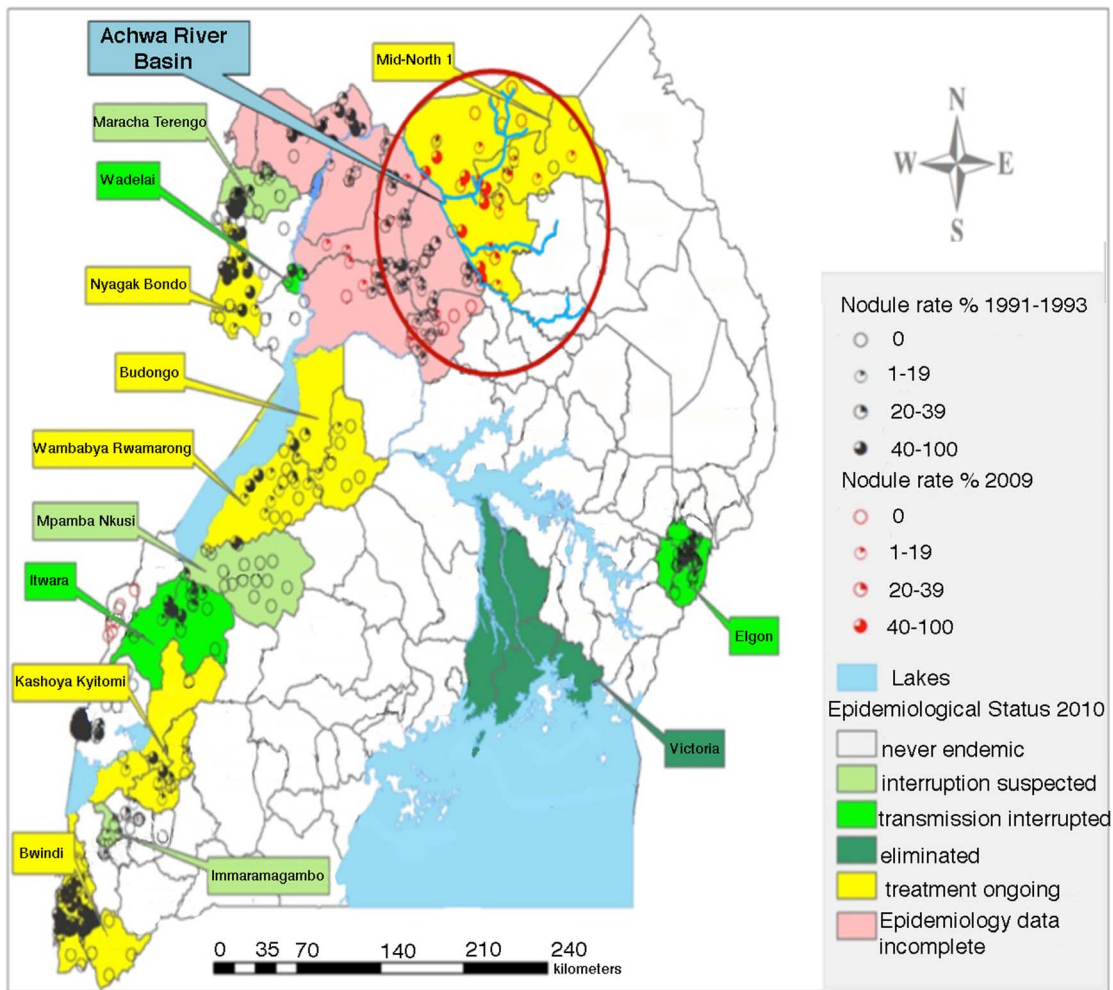 Achwa River
Basin
Mid-North 1
Maracha Terengo
Wadelai
Nyagak Bondo
Budongo
Wambabya Rwamarong
Mpamba Nkusi
Itwara
Kashoya Kyitomi
Bwindi
Immaramagambo
Victoria
Elgon
N
W
E
S
Nodule rate % 1991-1993
0
1-19
20-39
40-100
Nodule rate % 2009
0
1-19
20-39
40-100
Lakes
Epidemiological Status 2010
never endemic
interruption suspected
transmission interrupted
eliminated
treatment ongoing
Epidemiology data
incomplete
0 35 70 140 210 240
kilometers